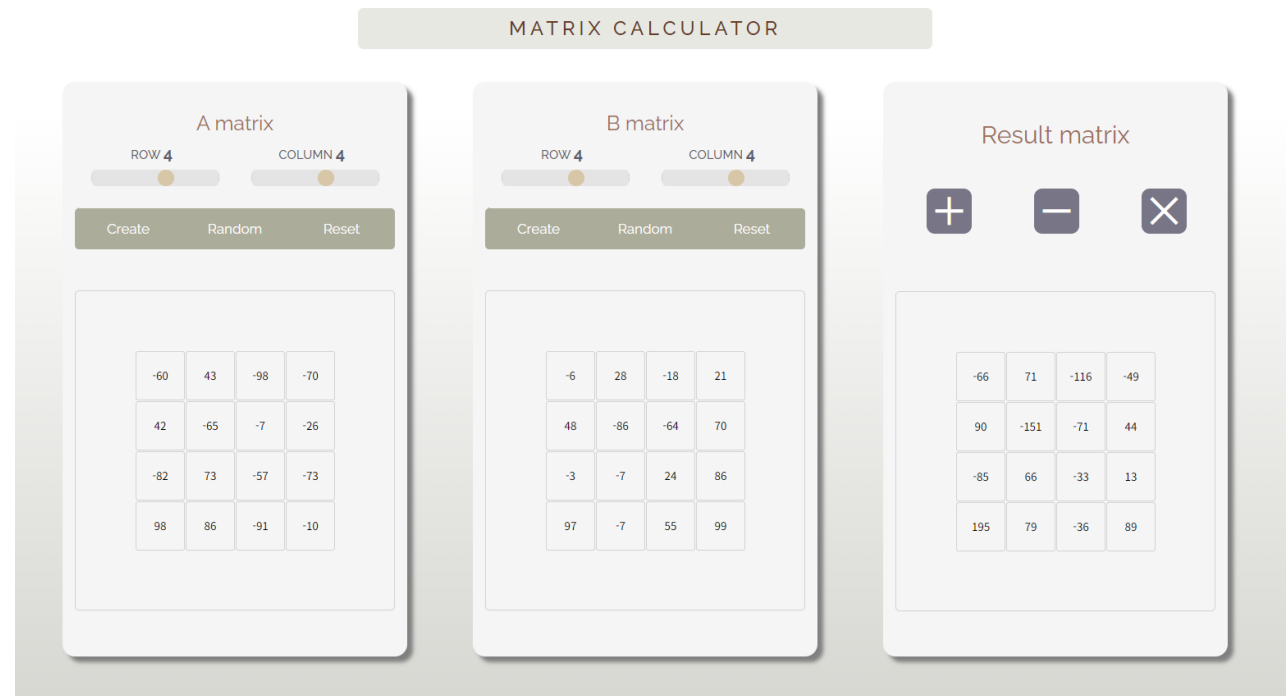 MATRIX CALCULATOR
A matrix
ROW 4 COLUMN 4
Create Random Reset
-60 43 -98 -70
42 -65 -7 -26
-82 73 -57 -73
98 86 -91 -10
B matrix
ROW 4 COLUMN 4
Create Random Reset
-6 28 -18 21
48 -86 -64 70
-3 -7 24 86
97 -7 55 99
Result matrix
-66 71 -116 -49
90 -151 -71 44
-85 66 -33 13
195 79 -36 89